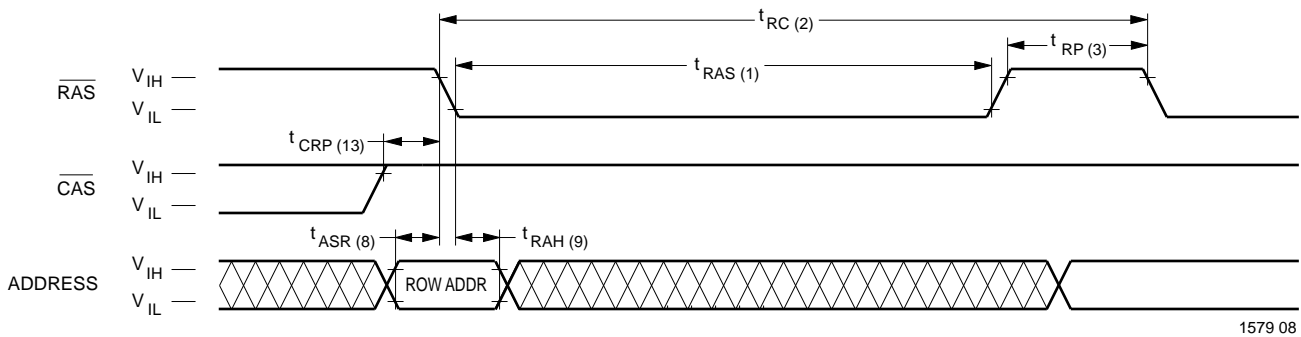 t RC (2)
t RP (3)
t RAS (1)
RAS
V IH
V IL
t CRP (13)
CAS
V IH
V IL
t ASR (8)
t RAH (9)
ADDRESS
V IH
V IL
ROW ADDR
1579 08